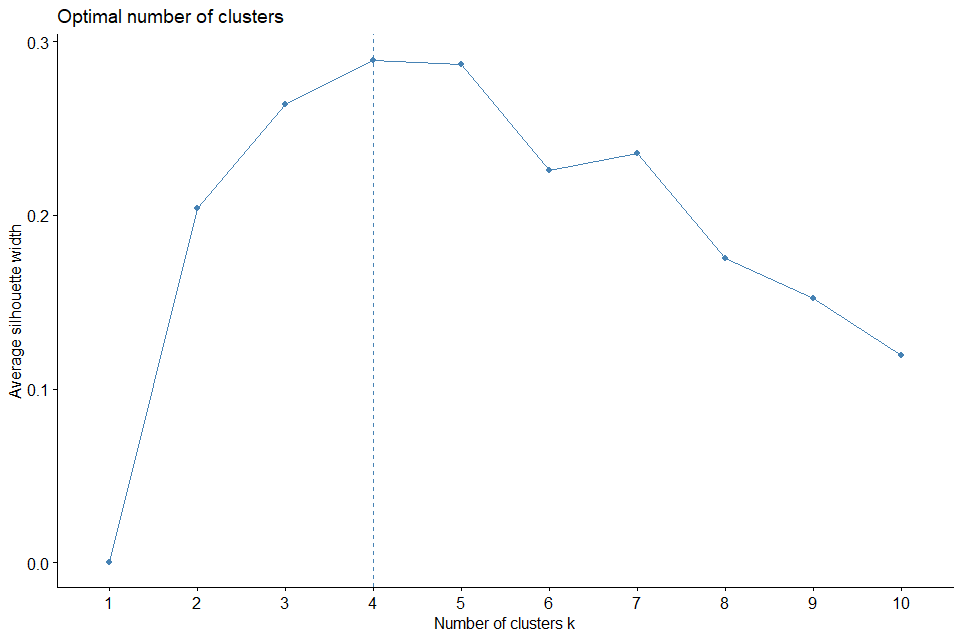 Optimal number of clusters
0.3
0.2
0.1
0.0
Average silhouette width
1 2 3 4 5 6 7 8 9 10
Number of clusters k